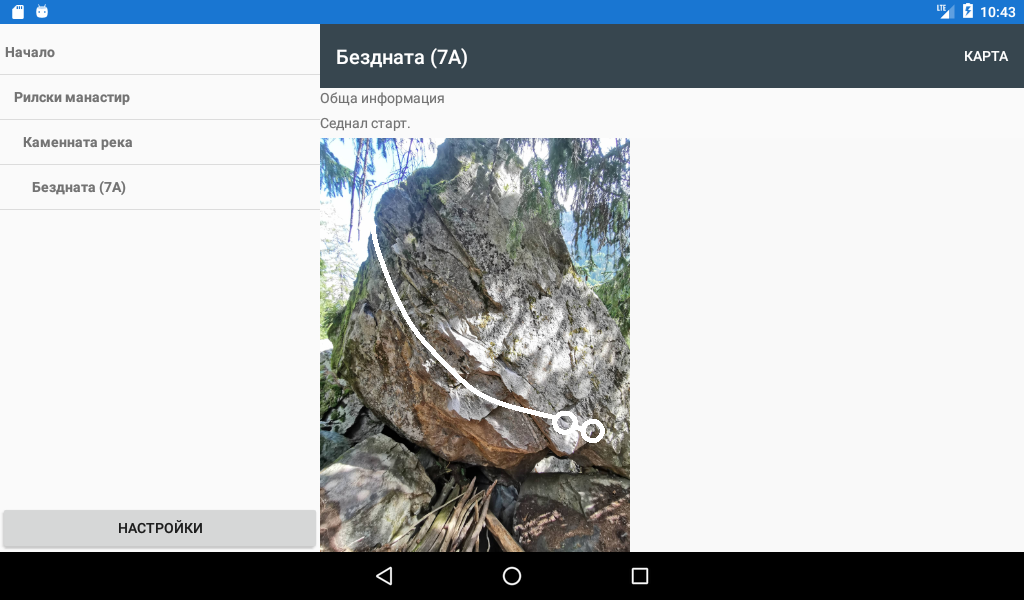 LTE 10:43
Начало
Рилски манастир
Каменната река
Бездната (7A)
НАСТРОЙКИ
Бездната (7A)
КАРТА
Обща информация
Седнал старт.